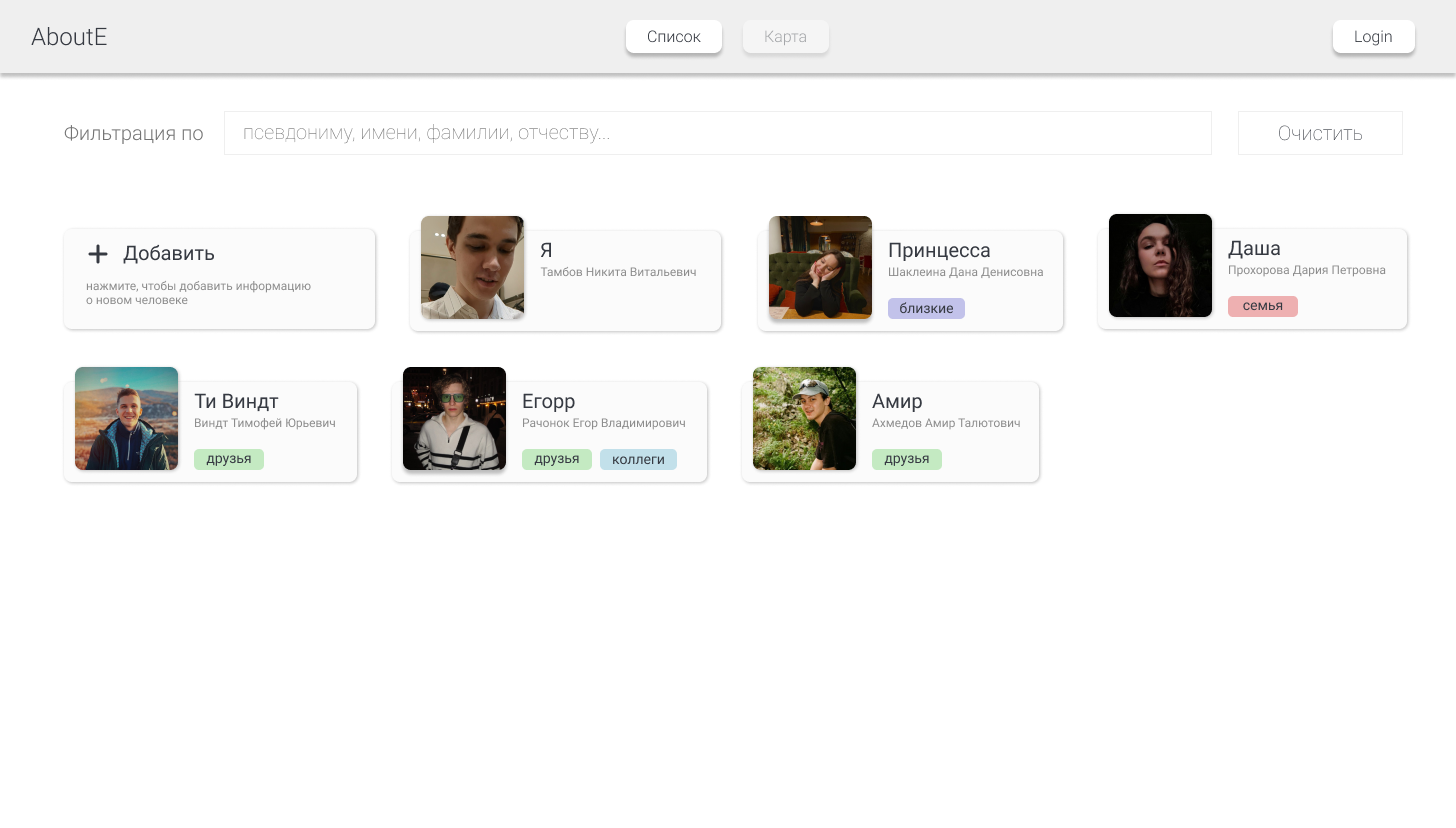 AboutE
Список
Карта
Login
Фильтрация по
псевдониму, имени, фамилии, отчеству...
Очистить
Добавить
нажмите, чтобы добавить информацию
о новом человеке
Я
Тамбов Никита Витальевич
Принцесса
Шаклеина Дана Денисовна
близкие
Даша
Прохорова Дария Петровна
семья
Ти Виндт
Виндт Тимофей Юрьевич
друзья
Егорр
Рачонок Егор Владимирович
друзья коллеги
Амир
Ахмедов Амир Талютович
друзья